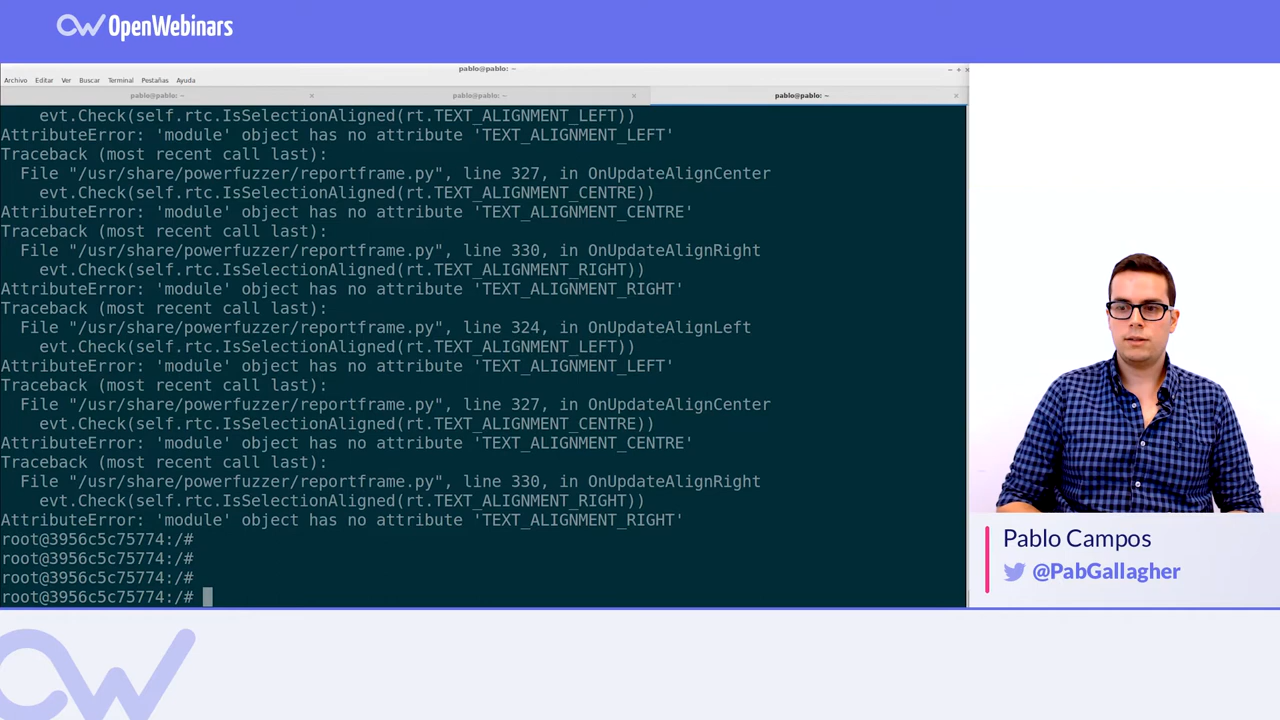 OpenWebinars
pablo@pablo: ~
Archivo Editar Ver Buscar Terminal Pestañas Ayuda
pablo@pablo: ~ pablo@pablo: ~ pablo@pablo: ~
    evt.Check(self.rtc.IsSelectionAligned(rt.TEXT_ALIGNMENT_LEFT))
AttributeError: 'module' object has no attribute 'TEXT_ALIGNMENT_LEFT'
Traceback (most recent call last):
  File "/usr/share/powerfuzzer/reportframe.py", line 327, in OnUpdateAlignCenter
    evt.Check(self.rtc.IsSelectionAligned(rt.TEXT_ALIGNMENT_CENTRE))
AttributeError: 'module' object has no attribute 'TEXT_ALIGNMENT_CENTRE'
Traceback (most recent call last):
  File "/usr/share/powerfuzzer/reportframe.py", line 330, in OnUpdateAlignRight
    evt.Check(self.rtc.IsSelectionAligned(rt.TEXT_ALIGNMENT_RIGHT))
AttributeError: 'module' object has no attribute 'TEXT_ALIGNMENT_RIGHT'
Traceback (most recent call last):
  File "/usr/share/powerfuzzer/reportframe.py", line 324, in OnUpdateAlignLeft
    evt.Check(self.rtc.IsSelectionAligned(rt.TEXT_ALIGNMENT_LEFT))
AttributeError: 'module' object has no attribute 'TEXT_ALIGNMENT_LEFT'
Traceback (most recent call last):
  File "/usr/share/powerfuzzer/reportframe.py", line 327, in OnUpdateAlignCenter
    evt.Check(self.rtc.IsSelectionAligned(rt.TEXT_ALIGNMENT_CENTRE))
AttributeError: 'module' object has no attribute 'TEXT_ALIGNMENT_CENTRE'
Traceback (most recent call last):
  File "/usr/share/powerfuzzer/reportframe.py", line 330, in OnUpdateAlignRight
    evt.Check(self.rtc.IsSelectionAligned(rt.TEXT_ALIGNMENT_RIGHT))
AttributeError: 'module' object has no attribute 'TEXT_ALIGNMENT_RIGHT'
root@3956c5c75774:/#
root@3956c5c75774:/#
root@3956c5c75774:/#
root@3956c5c75774:/#
Pablo Campos
@PabGallagher